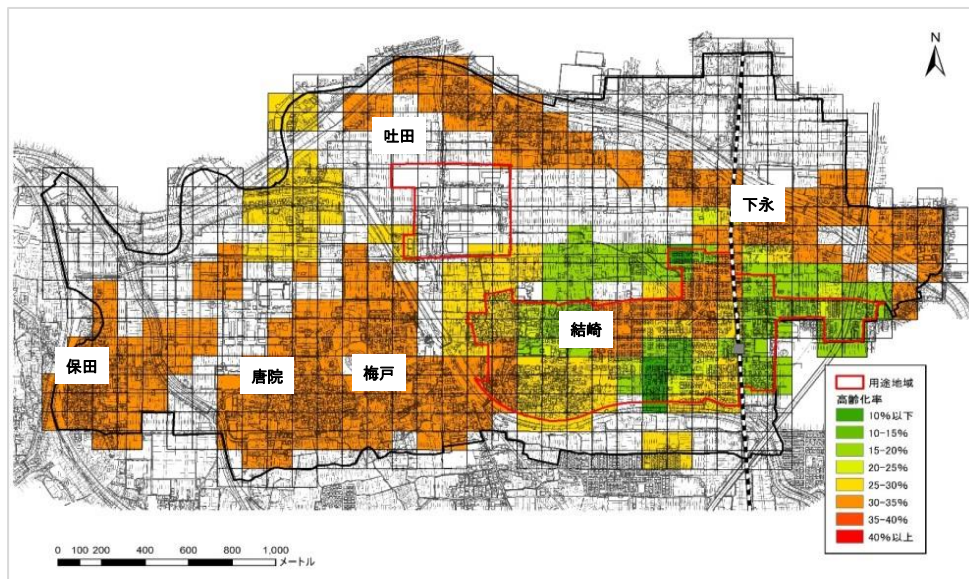 N
吐田
下永
結崎
保田
唐院
梅戸
用途地域
高齢化率
10%以下
10-15%
15-20%
20-25%
25-30%
30-35%
35-40%
40%以上
0 100 200 400 600 800 1,000
メートル